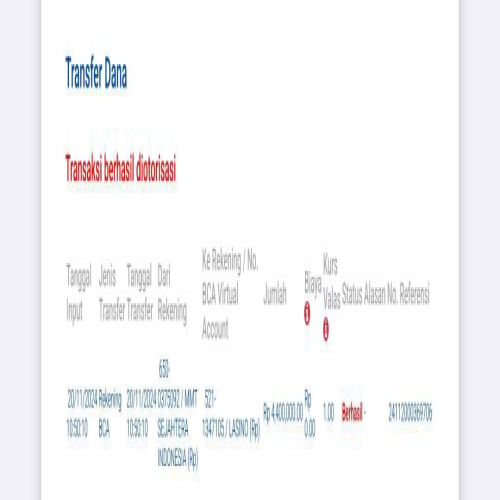 Transfer Dana
Transaksi berhasil diotorisasi
Tanggal Input
Jenis Transfer
Tanggal Transfer
Dari Rekening
Ke Rekening / No. BCA Virtual Account
Jumlah
Biaya
Kurs Valas
Status
Alasan
No. Referensi
20/11/2024 10:50:10
Rekening BCA
20/11/2024 10:50:10
650-0375092 / MMT SEJAHTERA INDONESIA (Rp)
521-1347105 / LASINO (Rp)
Rp 4,400,000.00
Rp 0.00
1.00
Berhasil
-
24112000369706